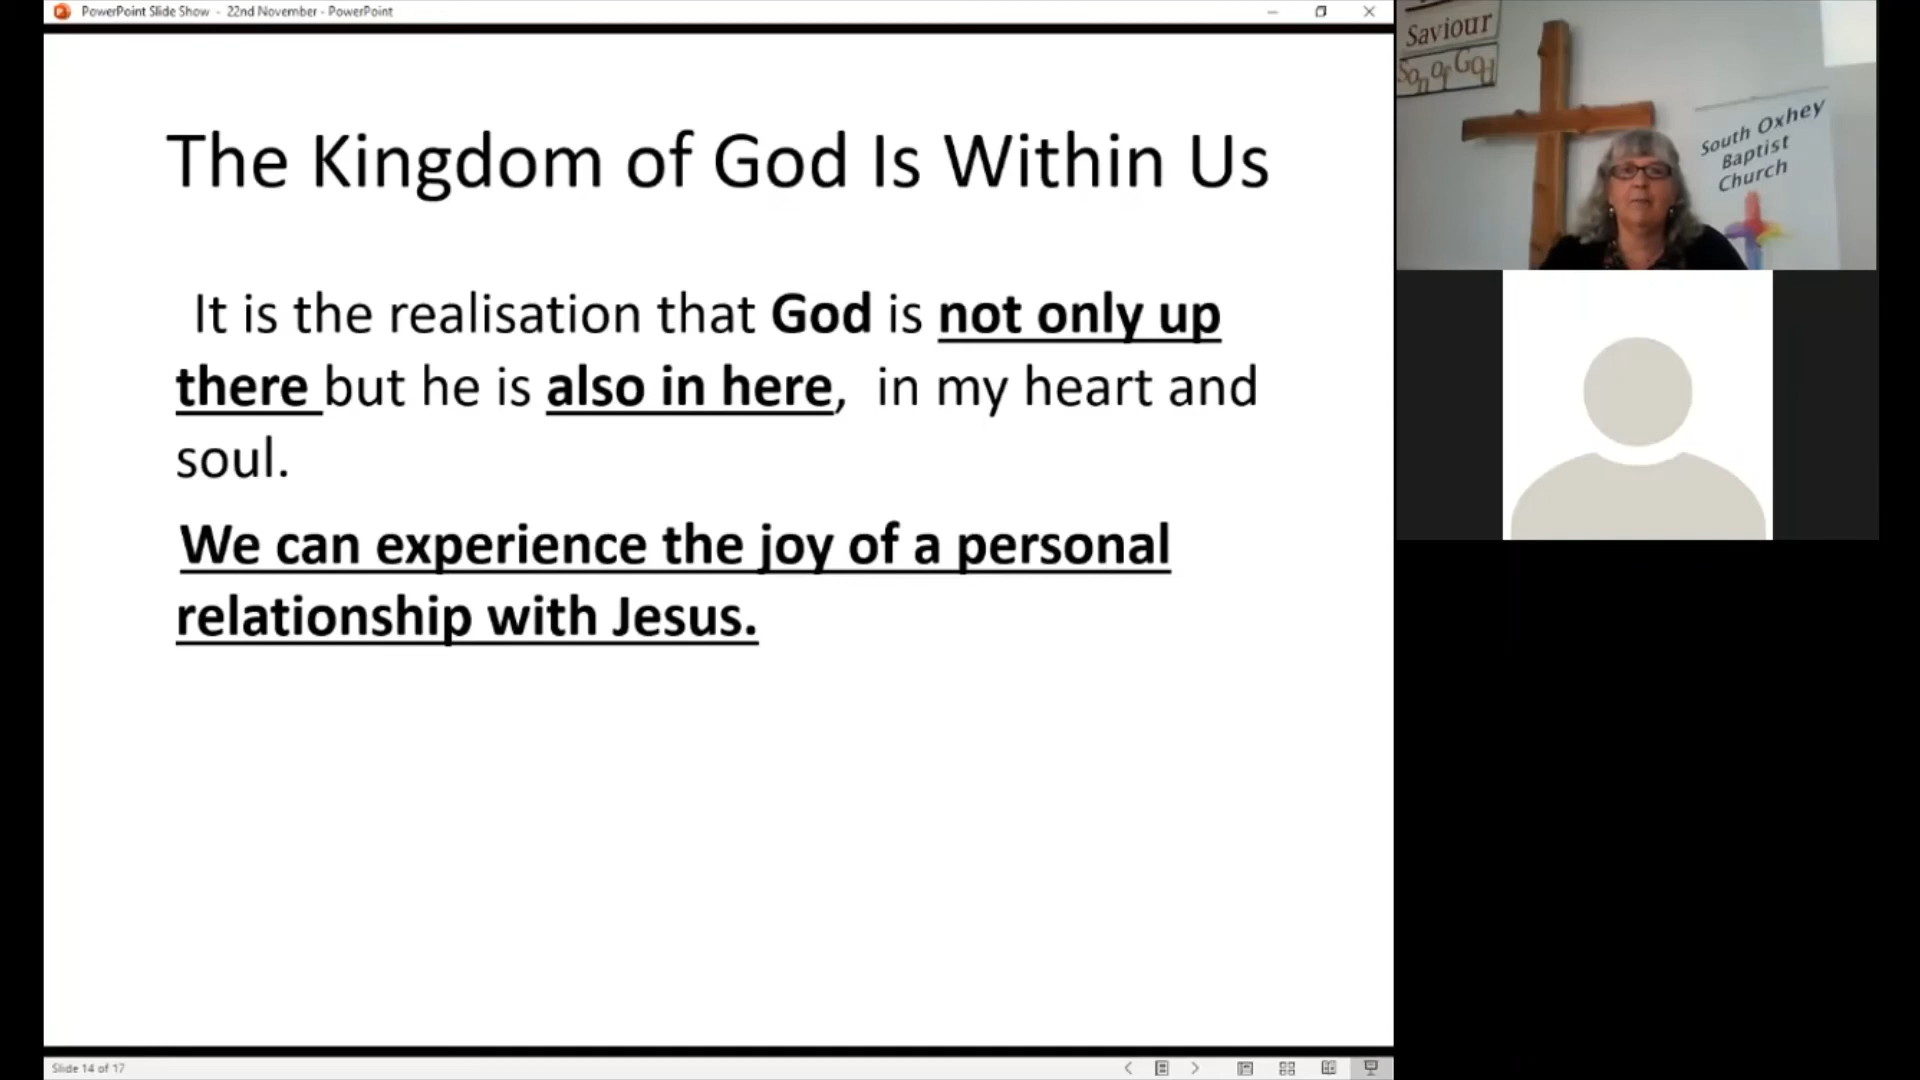 PowerPoint Slide Show - 22nd November - PowerPoint
The Kingdom of God Is Within Us
It is the realisation that God is not only up
there but he is also in here, in my heart and
soul.
We can experience the joy of a personal
relationship with Jesus.
Slide 14 of 17
Saviour
Son of God
South Oxhey
Baptist
Church